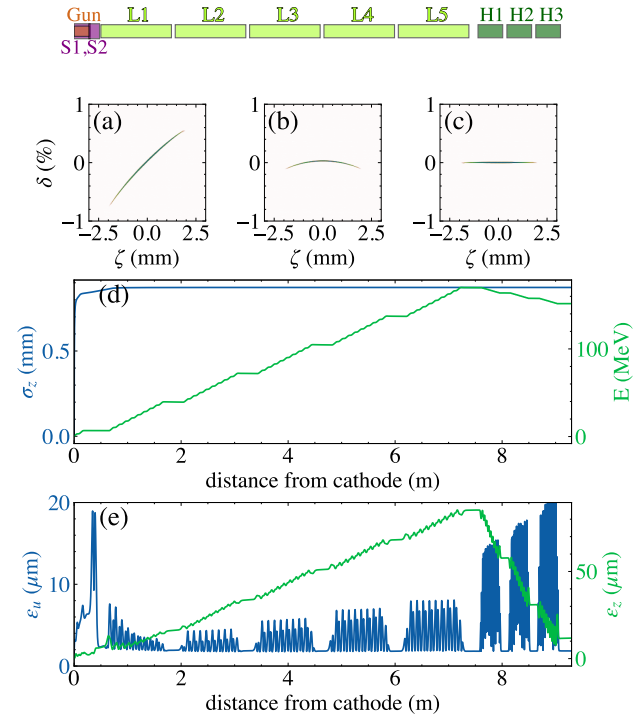 Gun L1 L2 L3 L4 L5 H1 H2 H3
S1,S2
(a) (b) (c)
δ (%)
1
0
−1
−2.5 0.0 2.5 −2.5 0.0 2.5 −2.5 0.0 2.5
ζ (mm) ζ (mm) ζ (mm)
(d)
σz (mm)
0.5
0.0
E (MeV)
100
0
0 2 4 6 8
distance from cathode (m)
(e)
εu (μm)
20
10
0
εz (μm)
50
0
0 2 4 6 8
distance from cathode (m)